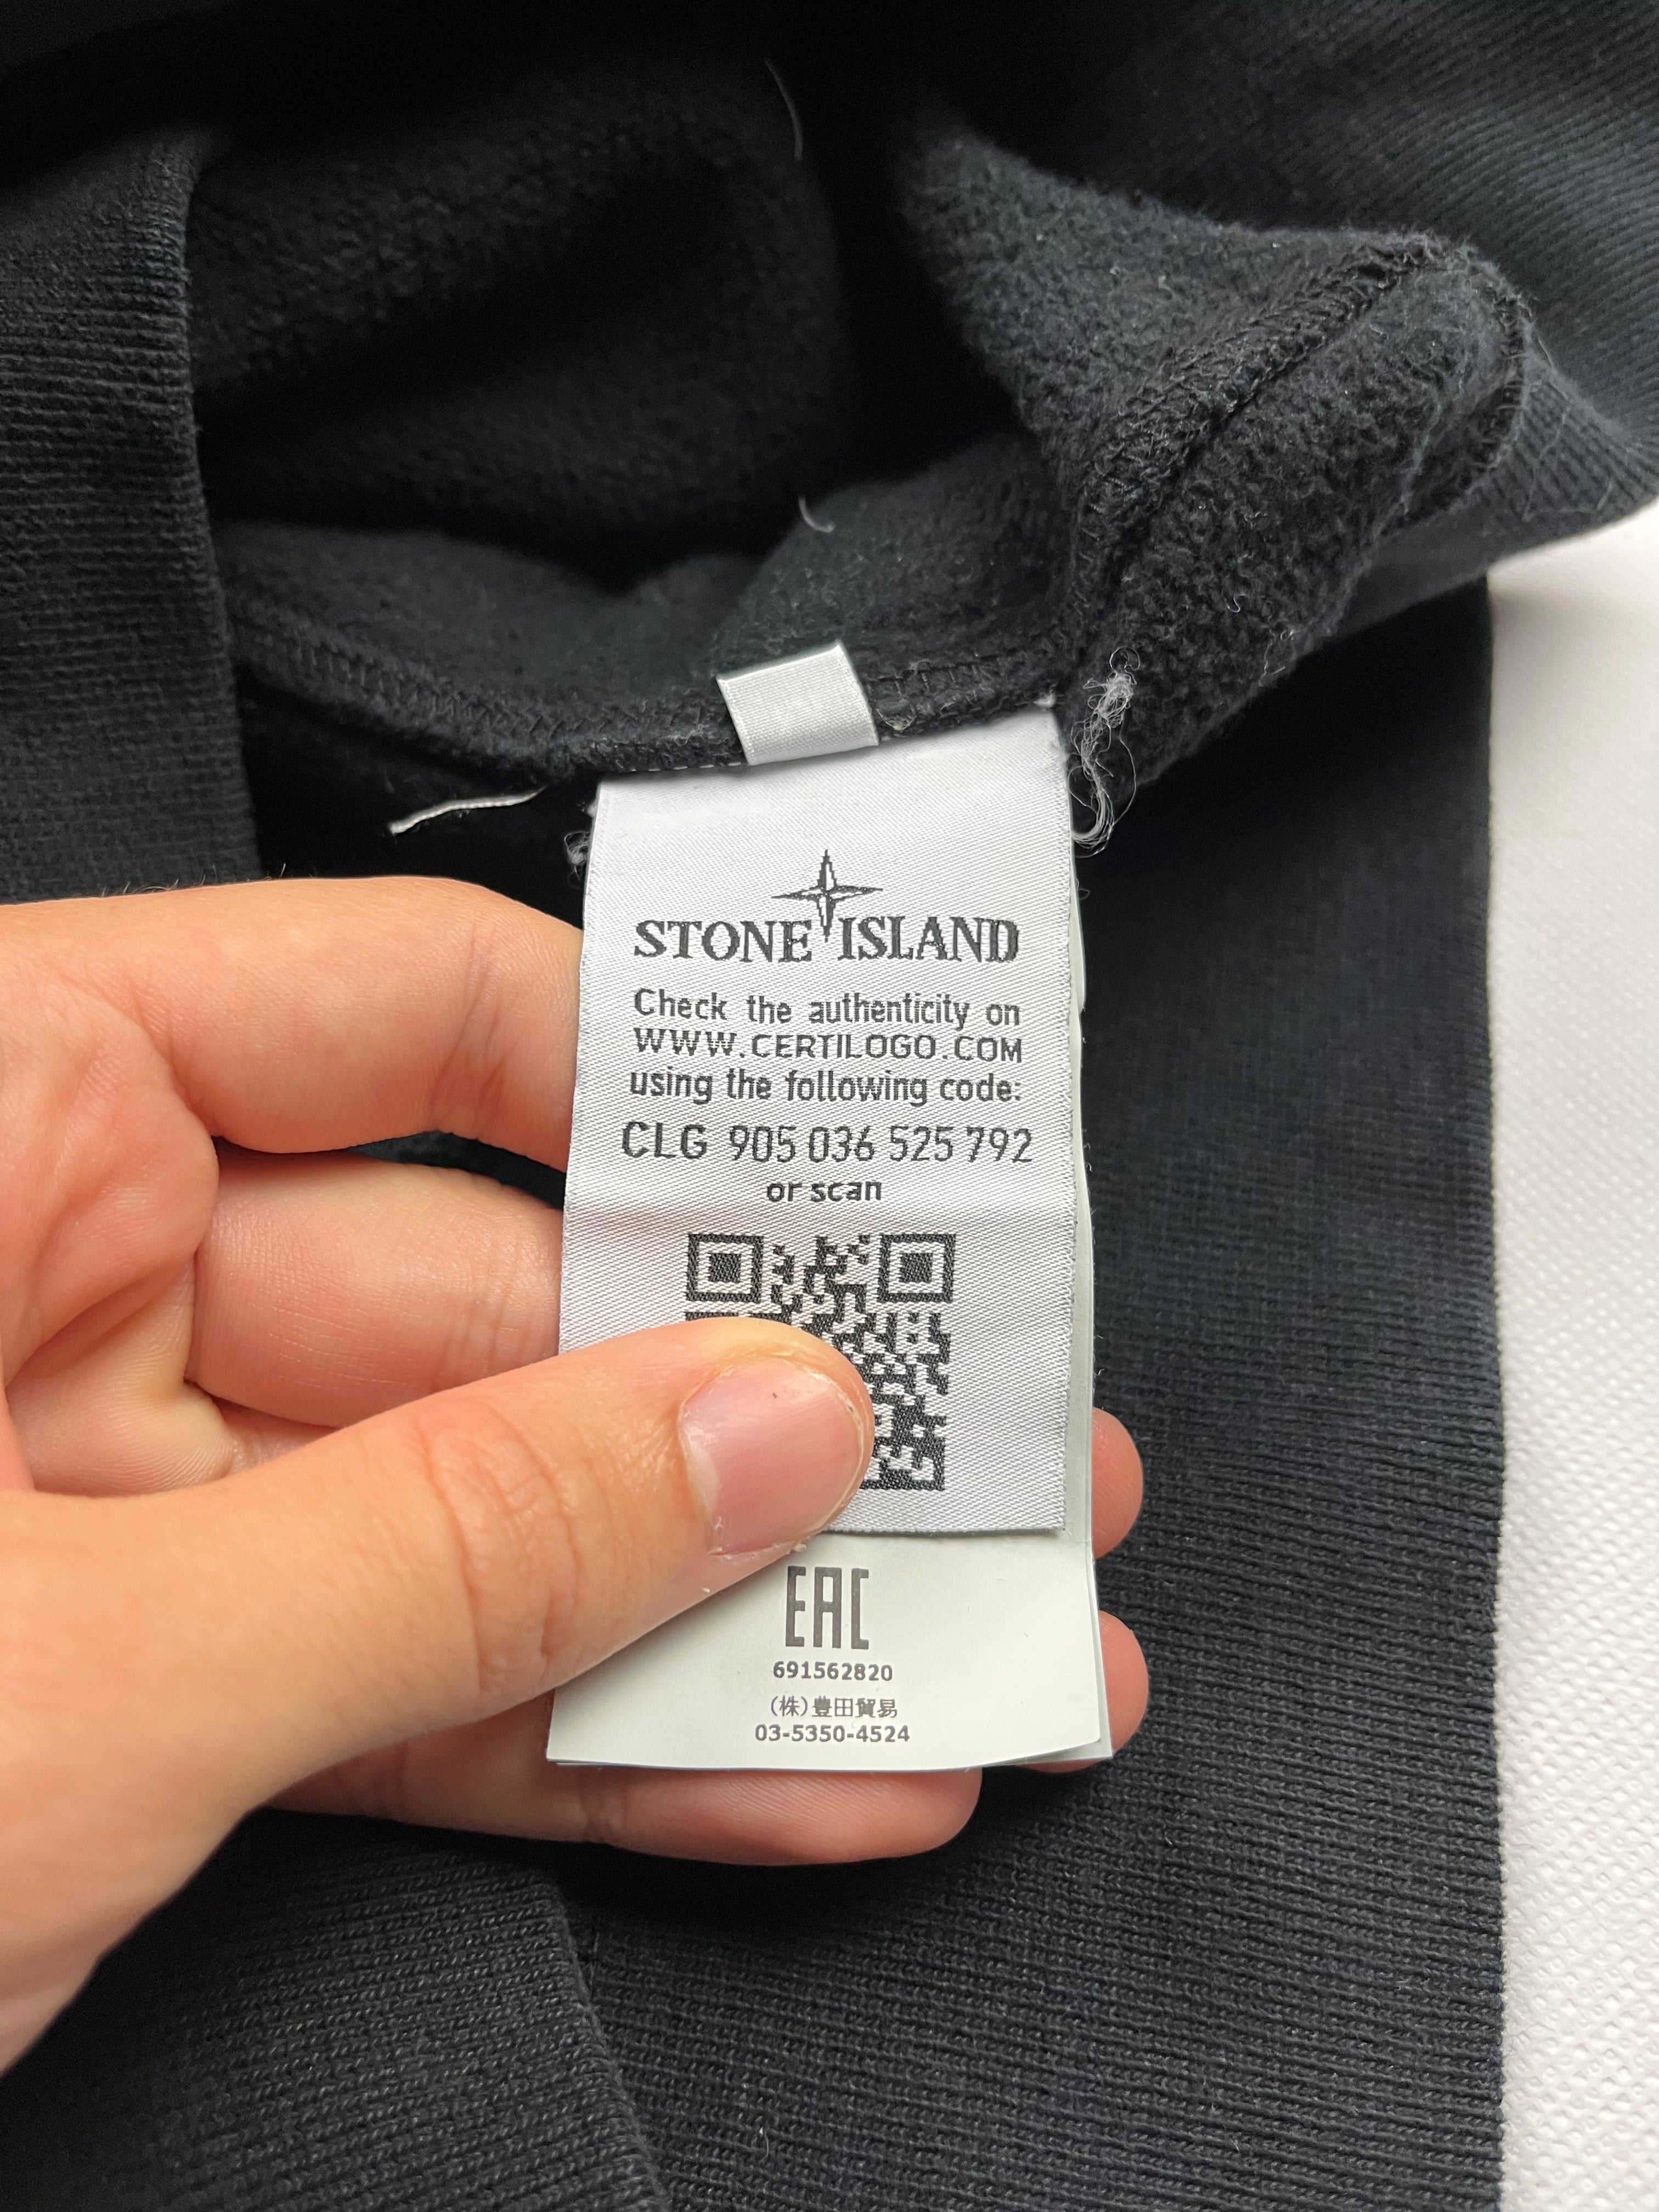 STONE ISLAND
Check the authenticity on
WWW.CERTILOGO.COM
using the following code:
CLG 905 036 525 792
or scan
EAC
691562820
(株)豊田貿易
03-5350-4524